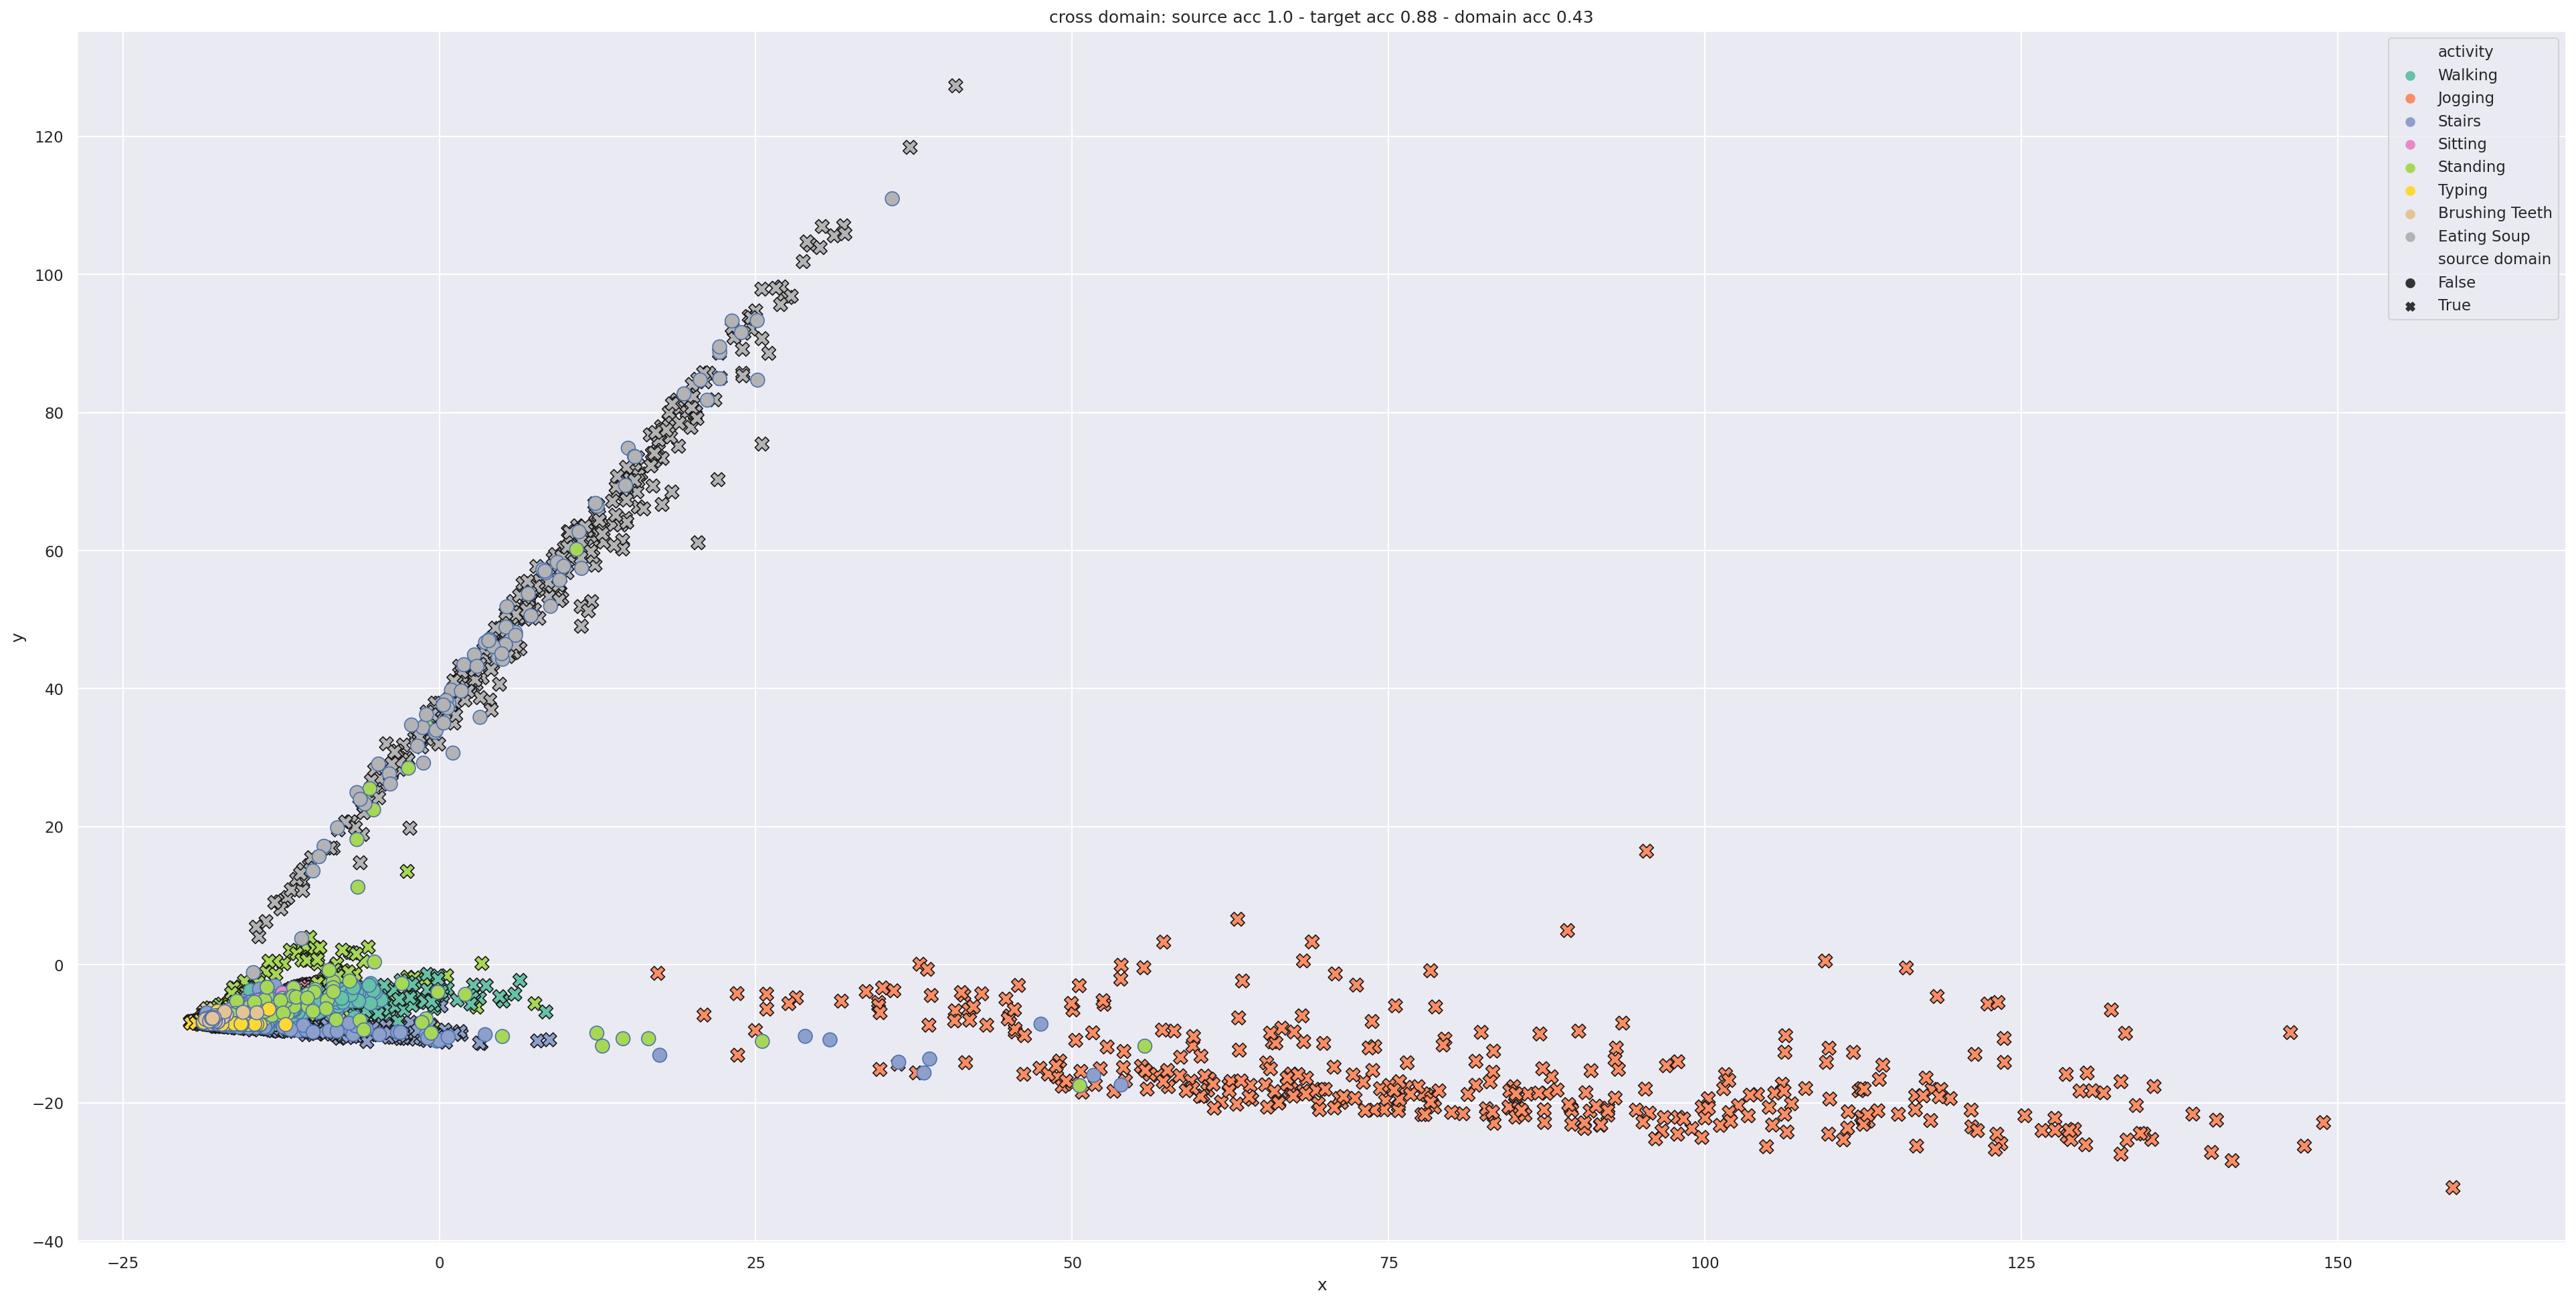 cross domain: source acc 1.0 - target acc 0.88 - domain acc 0.43
activity
Walking
Jogging
Stairs
Sitting
Standing
Typing
Brushing Teeth
Eating Soup
source domain
False
True
120
100
80
60
40
20
0
−20
−40
y
−25 0 25 50 75 100 125 150
x